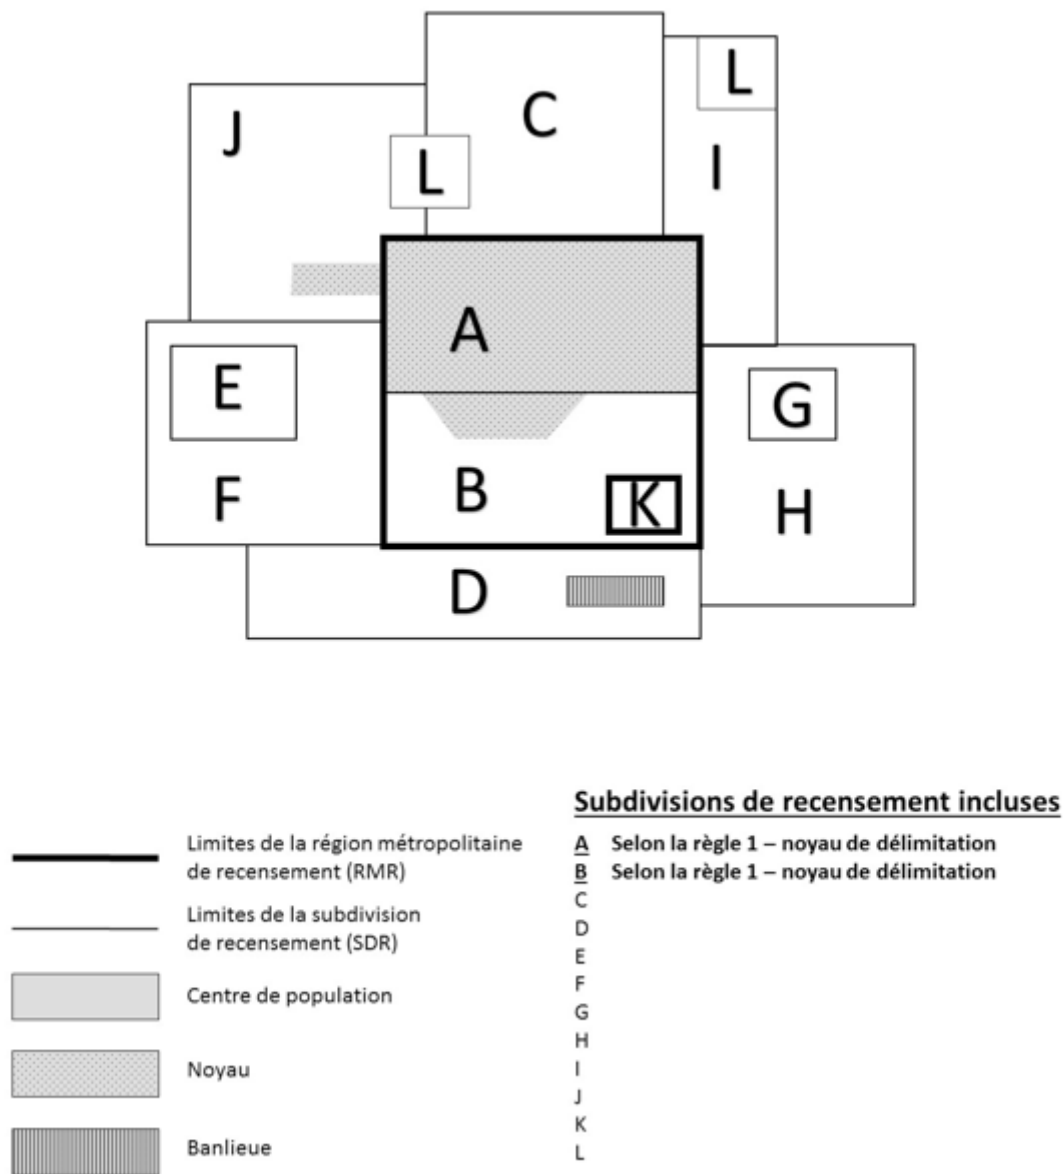 C
L
J
L
I
A
E
G
B
K
F
H
D
Subdivisions de recensement incluses
Limites de la région métropolitaine
de recensement (RMR)
Limites de la subdivision
de recensement (SDR)
Centre de population
Noyau
Banlieue
A Selon la règle 1 – noyau de délimitation
B Selon la règle 1 – noyau de délimitation
C
D
E
F
G
H
I
J
K
L